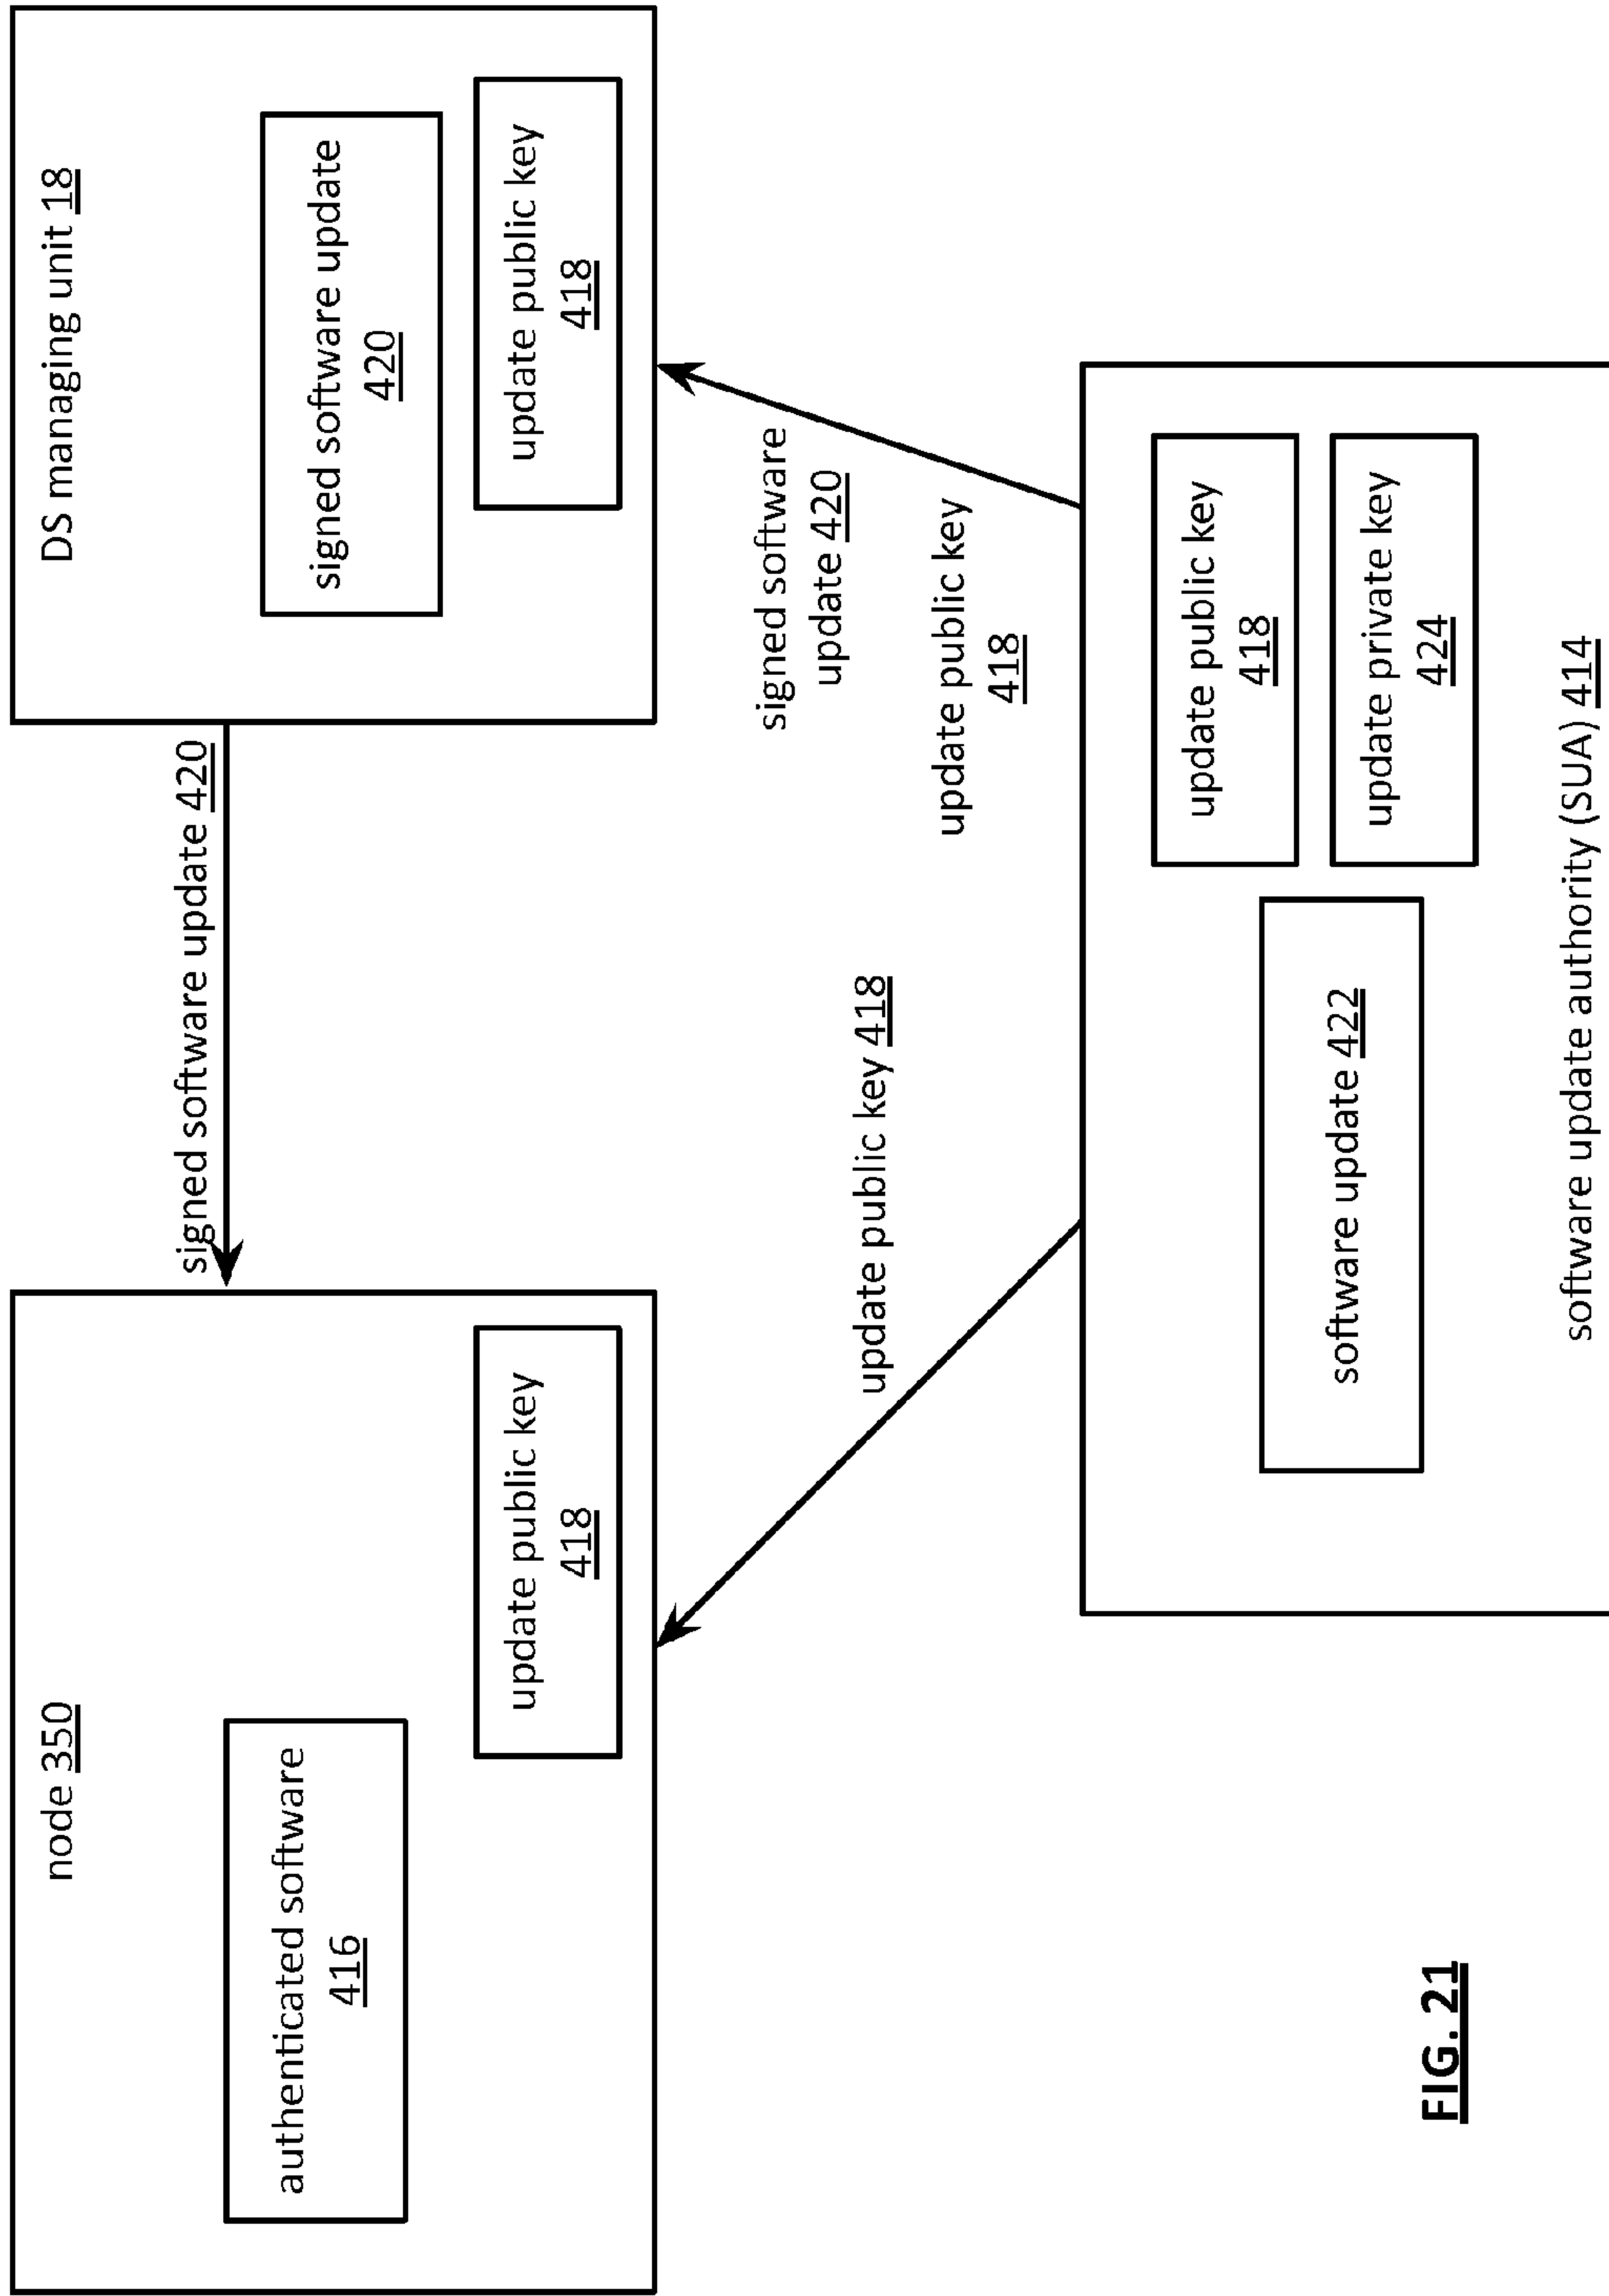 node 350
authenticated software
416
update public key
418
signed software update 420
DS managing unit 18
signed software update
420
update public key
418
update public key 418
signed software
update 420
update public key
418
software update 422
update public key
418
update private key
424
software update authority (SUA) 414
FIG. 21